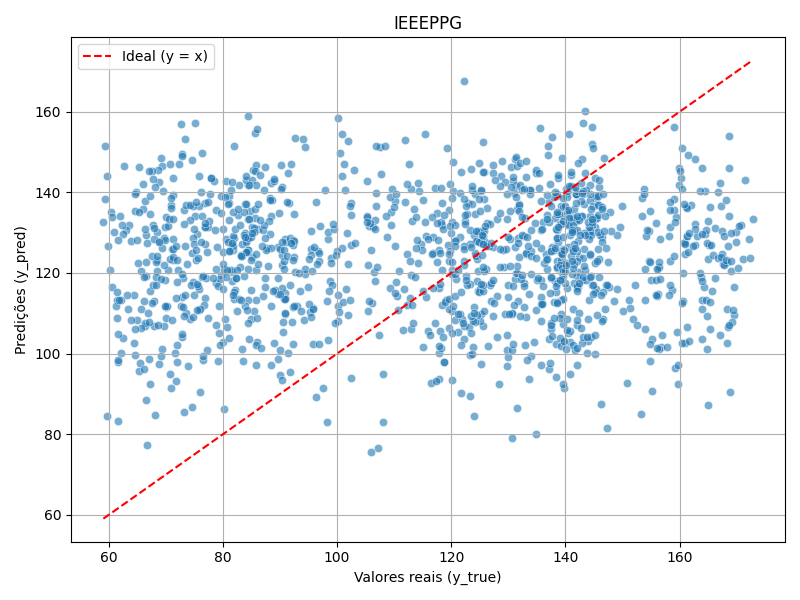 IEEEPPG
Ideal (y = x)
160
140
120
100
80
60
Predições (y_pred)
60 80 100 120 140 160
Valores reais (y_true)